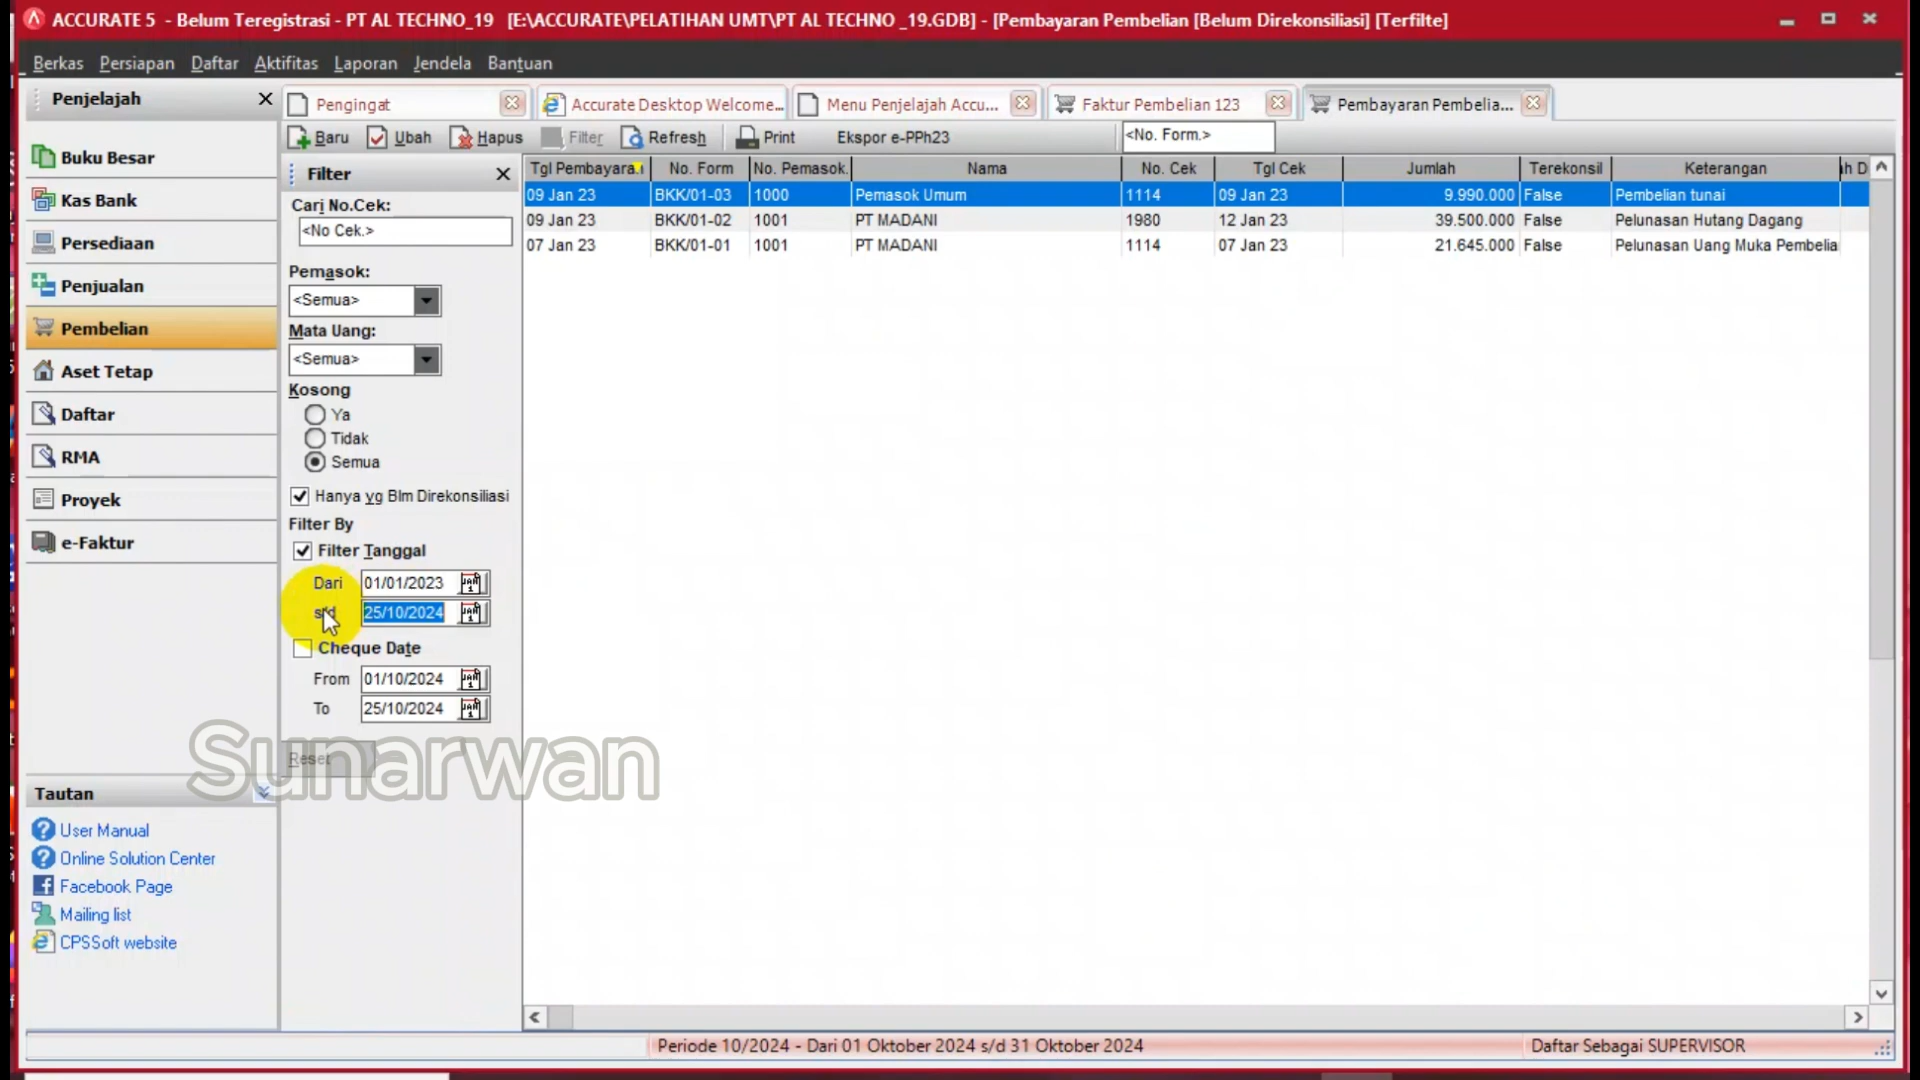 ACCURATE 5 - Belum Teregistrasi - PT AL TECHNO_19 [E:\ACCURATE\PELATIHAN UMT\PT AL TECHNO _19.GDB] - [Pembayaran Pembelian [Belum Direkonsiliasi] [Terfilte]
Berkas Persiapan Daftar Aktifitas Laporan Jendela Bantuan
Penjelajah
Pengingat
Accurate Desktop Welcome...
Menu Penjelajah Accu...
Faktur Pembelian 123
Pembayaran Pembelia...
Baru Ubah Hapus Filter Refresh Print Ekspor e-PPh23 <No. Form.>
Buku Besar
Kas Bank
Persediaan
Penjualan
Pembelian
Aset Tetap
Daftar
RMA
Proyek
e-Faktur
Tautan
User Manual
Online Solution Center
Facebook Page
Mailing list
CPSSoft website
Filter
Cari No.Cek:
<No Cek.>
Pemasok:
<Semua>
Mata Uang:
<Semua>
Kosong
Ya
Tidak
Semua
Hanya yg Blm Direkonsiliasi
Filter By
Filter Tanggal
Dari 01/01/2023
s/d 25/10/2024
Cheque Date
From 01/10/2024
To 25/10/2024
Reset
Sunarwan
Tgl Pembayara No. Form No. Pemasok. Nama No. Cek Tgl Cek Jumlah Terekonsil Keterangan ah D
09 Jan 23 BKK/01-03 1000 Pemasok Umum 1114 09 Jan 23 9.990.000 False Pembelian tunai
09 Jan 23 BKK/01-02 1001 PT MADANI 1980 12 Jan 23 39.500.000 False Pelunasan Hutang Dagang
07 Jan 23 BKK/01-01 1001 PT MADANI 1114 07 Jan 23 21.645.000 False Pelunasan Uang Muka Pembelia
Periode 10/2024 - Dari 01 Oktober 2024 s/d 31 Oktober 2024
Daftar Sebagai SUPERVISOR